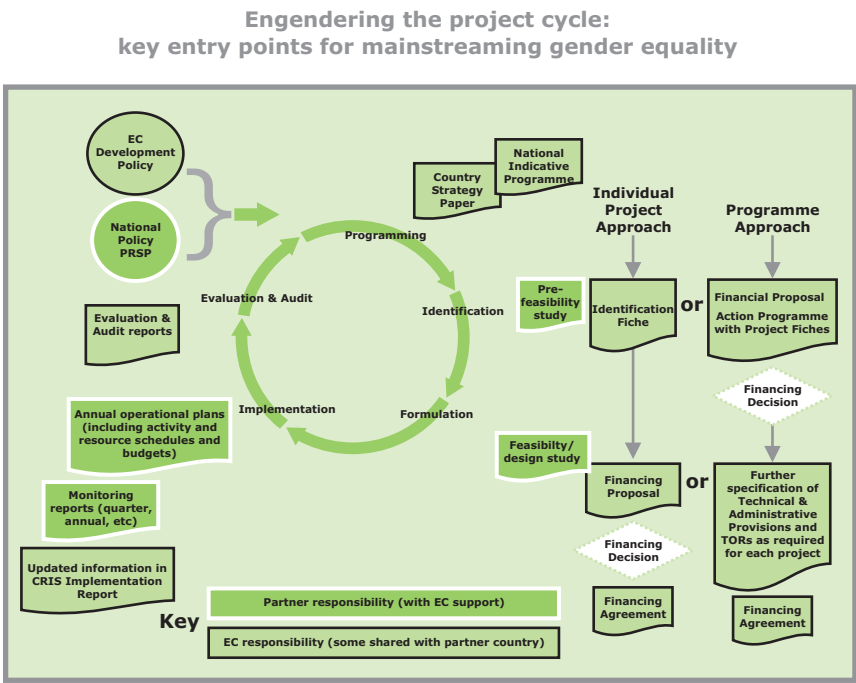 Engendering the project cycle:
key entry points for mainstreaming gender equality
EC
Development
Policy
National
Policy
PRSP
Country
Strategy
Paper
National
Indicative
Programme
Individual
Project
Approach
Programme
Approach
Programming
Evaluation & Audit
Identification
Implementation
Formulation
Pre-
feasibility
study
Identification
Fiche
or
Financial Proposal
Action Programme
with Project Fiches
Evaluation &
Audit reports
Financing
Decision
Annual operational plans
(including activity and
resource schedules and
budgets)
Feasibilty/
design study
Financing
Proposal
or
Further
specification of
Technical &
Administrative
Provisions and
TORs as required
for each project
Monitoring
reports (quarter,
annual, etc)
Financing
Decision
Updated information in
CRIS Implementation
Report
Financing
Agreement
Financing
Agreement
Key
Partner responsibility (with EC support)
EC responsibility (some shared with partner country)